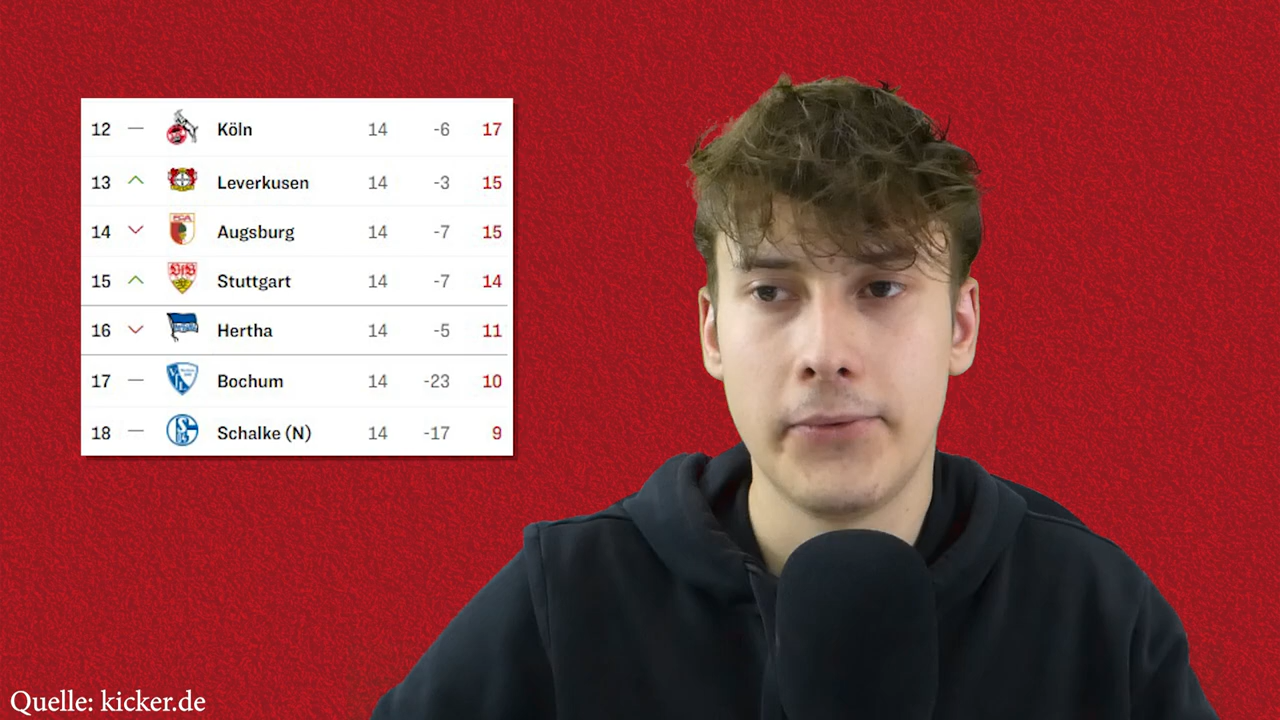 12 — Köln 14 -6 17
13 Leverkusen 14 -3 15
14 Augsburg 14 -7 15
15 Stuttgart 14 -7 14
16 Hertha 14 -5 11
17 — Bochum 14 -23 10
18 — Schalke (N) 14 -17 9
Quelle: kicker.de